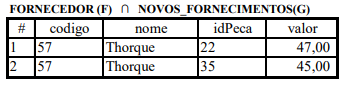 FORNECEDOR (F) ∩ NOVOS_FORNECIMENTOS(G)
# codigo nome idPeca valor
1 57 Thorque 22 47,00
2 57 Thorque 35 45,00